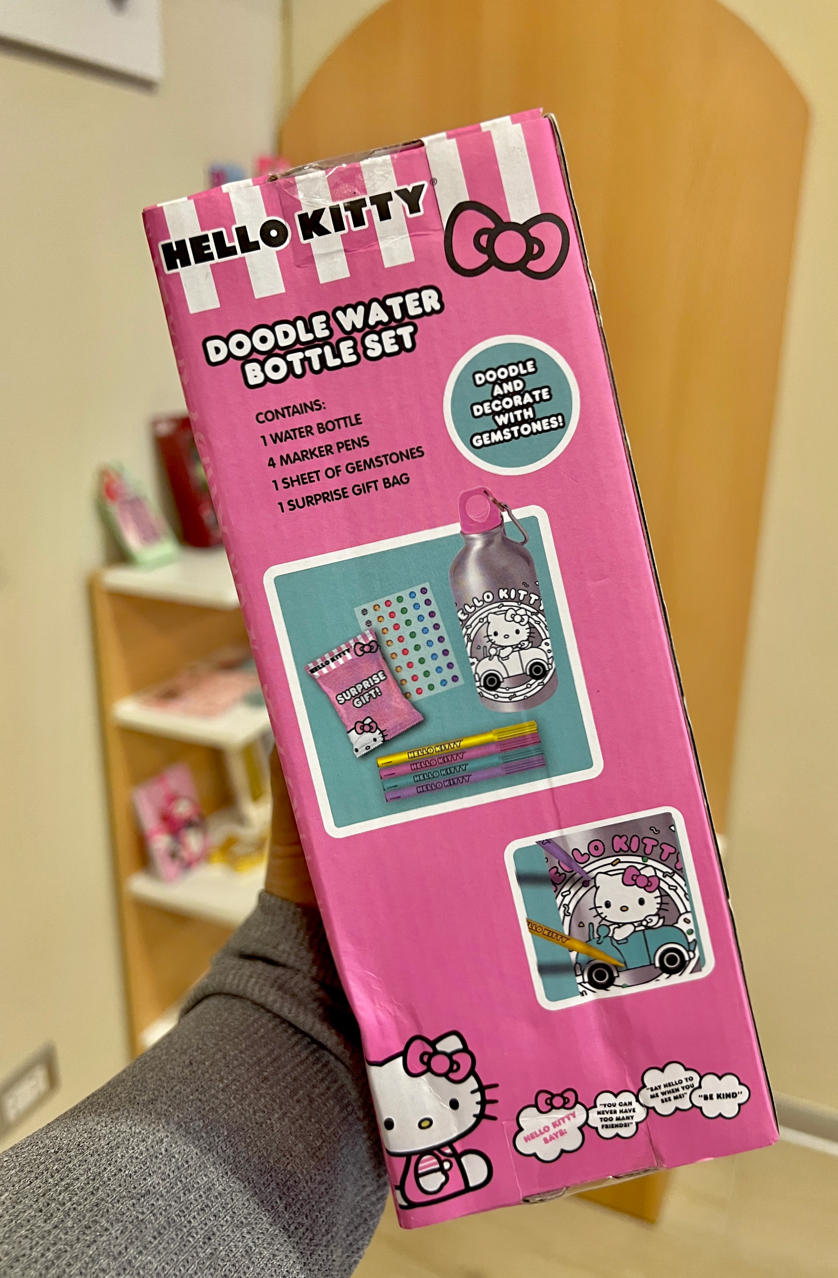 HELLO KITTY®
DOODLE WATER
BOTTLE SET
DOODLE
AND
DECORATE
WITH
GEMSTONES!
CONTAINS:
1 WATER BOTTLE
4 MARKER PENS
1 SHEET OF GEMSTONES
1 SURPRISE GIFT BAG
HELLO KITTY
HELLO KITTY
SURPRISE
GIFT!
HELLO KITTY
HELLO KITTY
HELLO KITTY
HELLO KITTY
HELLO KITTY
HELLO KITTY
HELLO KITTY
SAYS:
"YOU CAN
NEVER HAVE
TOO MANY
FRIENDS!"
"SAY HELLO TO
ME WHEN YOU
SEE ME!"
"BE KIND"